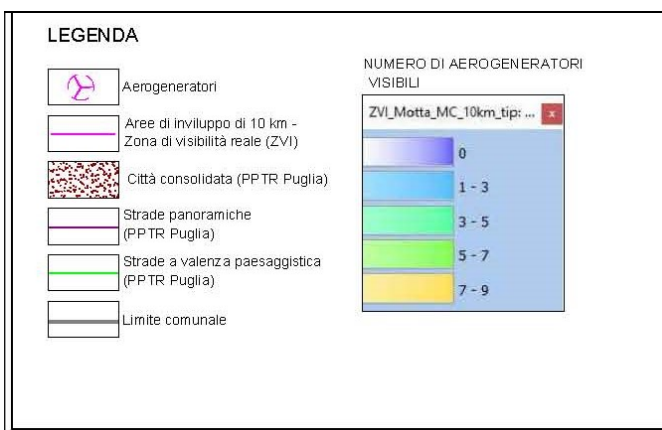 LEGENDA
Aerogeneratori
Aree di inviluppo di 10 km -
Zona di visibilità reale (ZVI)
Città consolidata (PPTR Puglia)
Strade panoramiche
(PPTR Puglia)
Strade a valenza paesaggistica
(PPTR Puglia)
Limite comunale
NUMERO DI AEROGENERATORI
VISIBILI
ZVI_Motta_MC_10km_tip: ... x
0
1 - 3
3 - 5
5 - 7
7 - 9